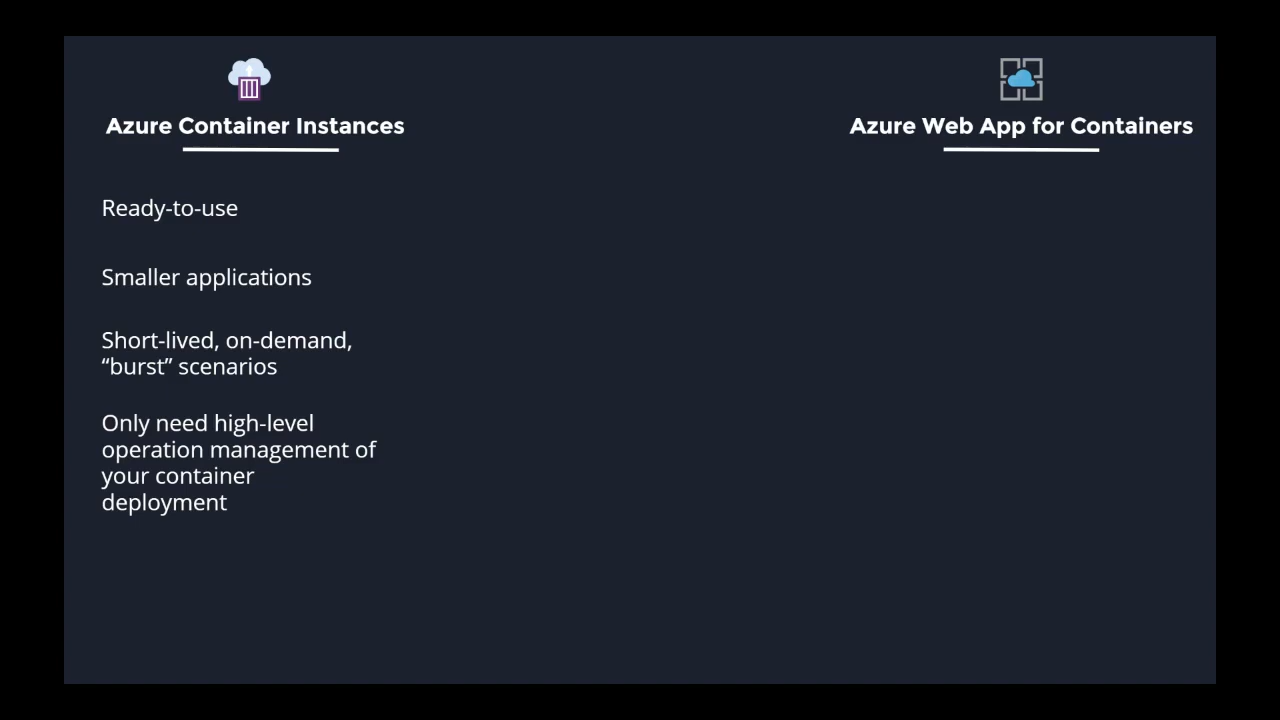 Azure Container Instances
Azure Web App for Containers
Ready-to-use
Smaller applications
Short-lived, on-demand,
“burst” scenarios
Only need high-level
operation management of
your container
deployment